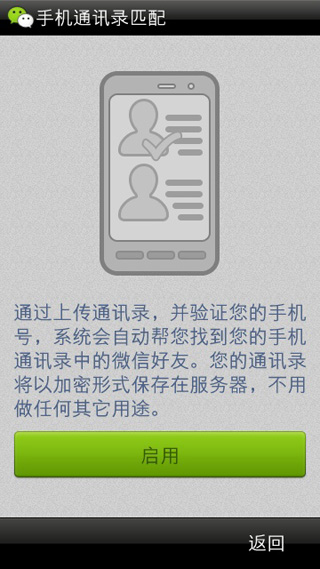 手机通讯录匹配
通过上传通讯录，并验证您的手机
号，系统会自动帮您找到您的手机
通讯录中的微信好友。您的通讯录
将以加密形式保存在服务器，不用
做任何其它用途。
启用
返回